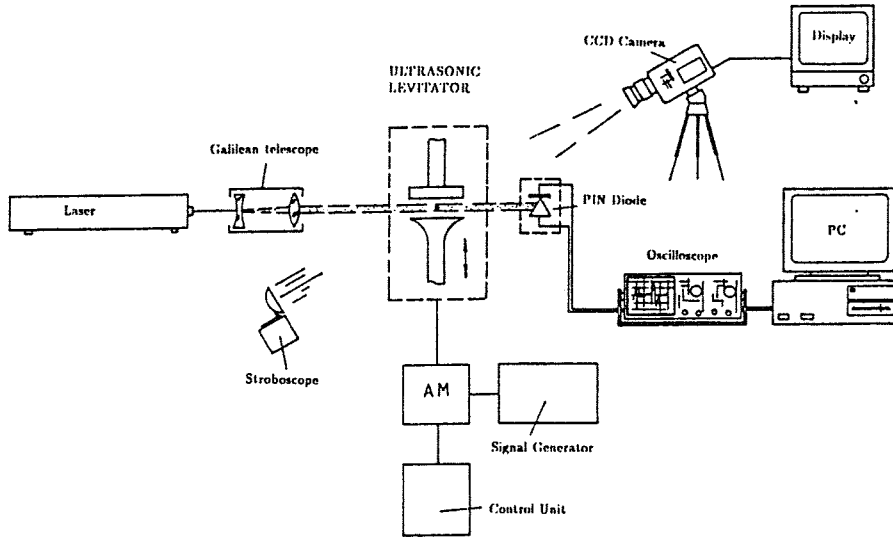 CCD Camera
Display
ULTRASONIC
LEVITATOR
Galilean telescope
Laser
PIN Diode
PC
Oscilloscope
Stroboscope
AM
Signal Generator
Control Unit